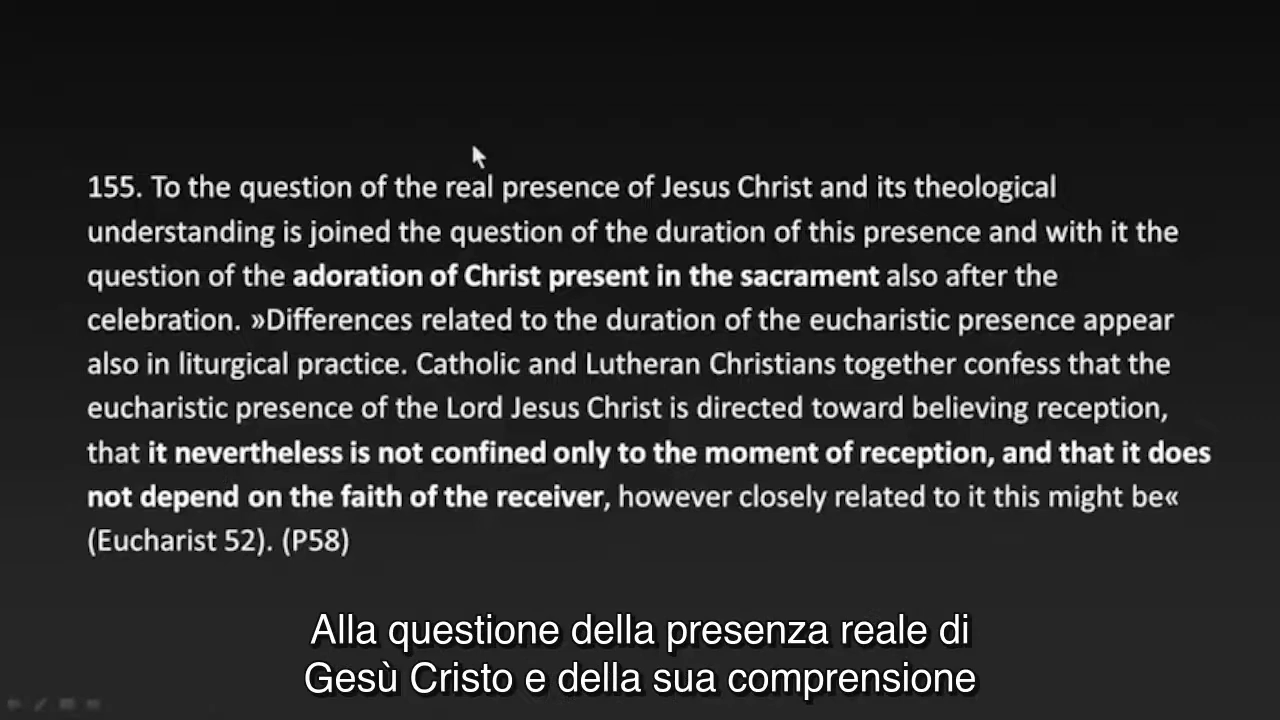 155. To the question of the real presence of Jesus Christ and its theological
understanding is joined the question of the duration of this presence and with it the
question of the adoration of Christ present in the sacrament also after the
celebration. »Differences related to the duration of the eucharistic presence appear
also in liturgical practice. Catholic and Lutheran Christians together confess that the
eucharistic presence of the Lord Jesus Christ is directed toward believing reception,
that it nevertheless is not confined only to the moment of reception, and that it does
not depend on the faith of the receiver, however closely related to it this might be«
(Eucharist 52). (P58)
Alla questione della presenza reale di
Gesù Cristo e della sua comprensione